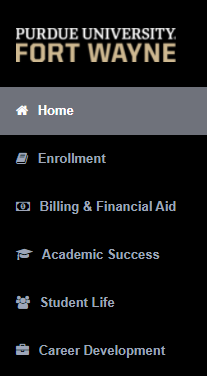 PURDUE UNIVERSITY.
FORT WAYNE
Home
Enrollment
Billing & Financial Aid
Academic Success
Student Life
Career Development